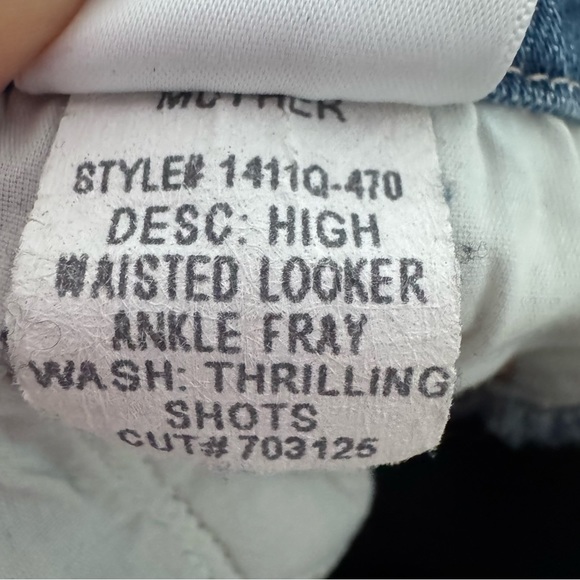 MOTHER
STYLE# 1411Q-470
DESC: HIGH
WAISTED LOOKER
ANKLE FRAY
WASH: THRILLING
SHOTS
CUT# 703125